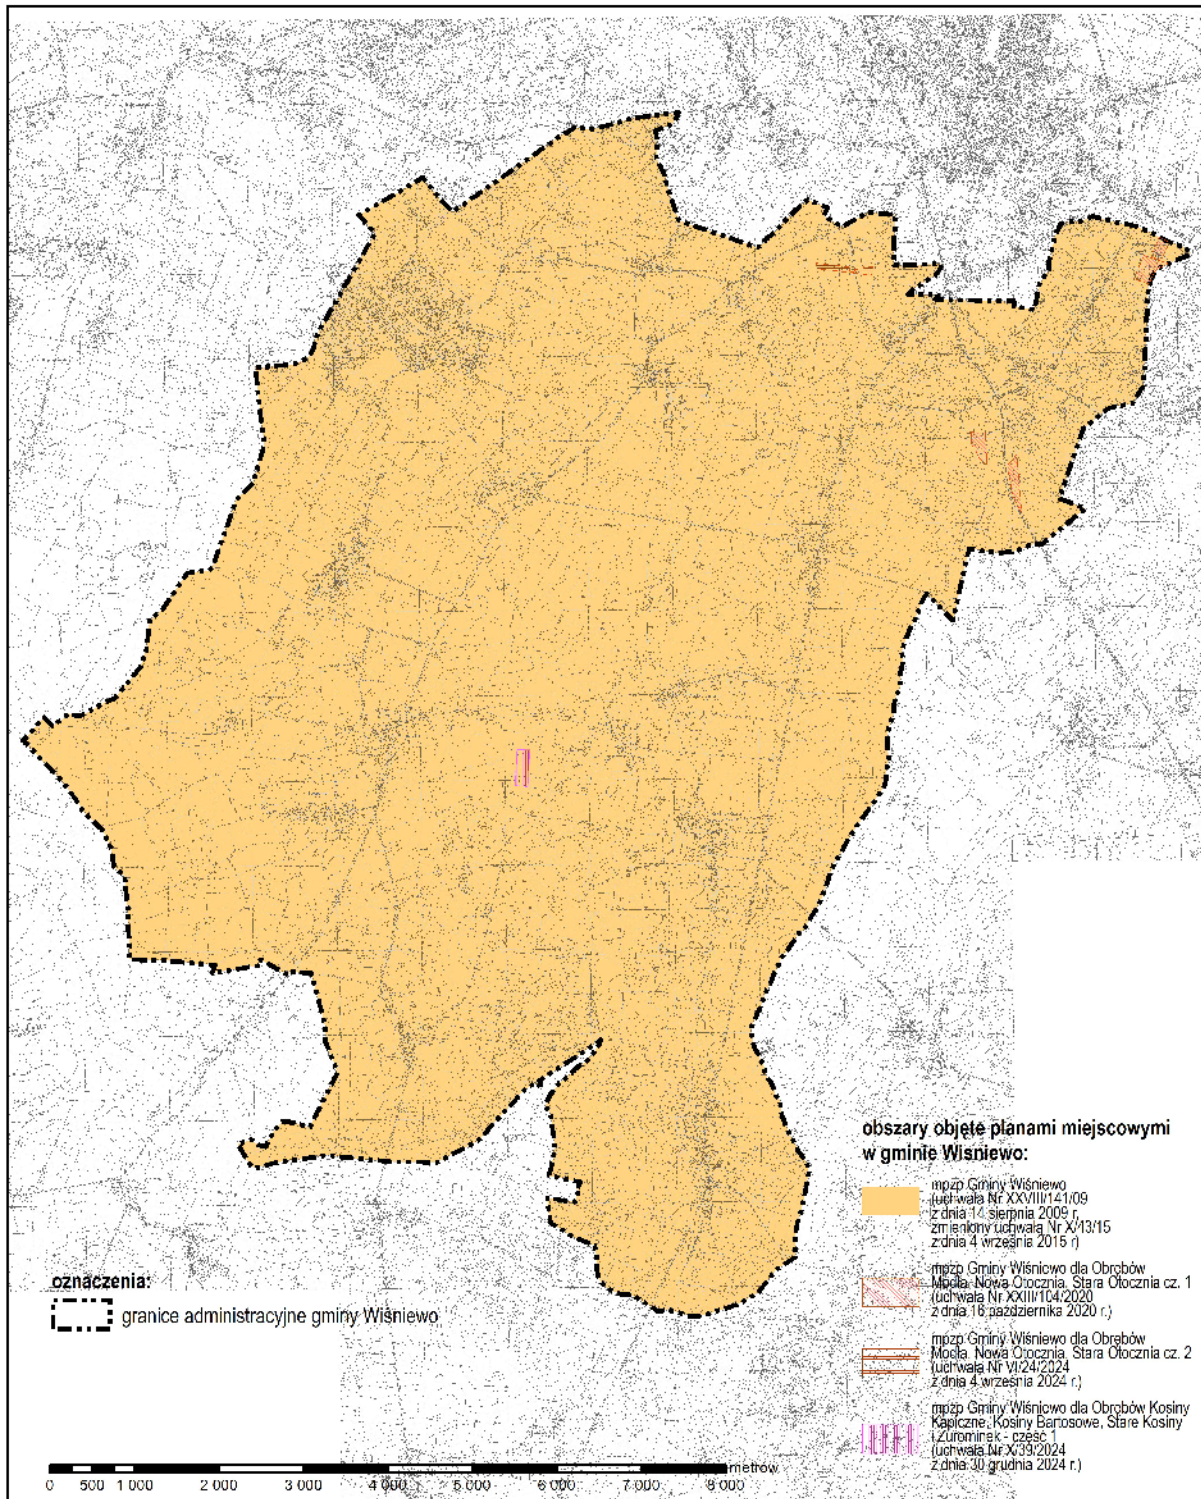 obszary objęte planami miejscowymi
w gminie Wisniewo:
mpzp Gminy Wiśniewo
(uchwała Nr XXVIII/141/09
z dnia 14 sierpnia 2009 r.
zmieniony uchwałą Nr X/43/15
z dnia 4 września 2015 r)
mpzp Gminy Wiśniewo dla Obrębów
Modła, Nowa Otocznia, Stara Otocznia cz. 1
(uchwała Nr XXIII/104/2020
z dnia 16 października 2020 r.)
mpzp Gminy Wiśniewo dla Obrębów
Modła, Nowa Otocznia, Stara Otocznia cz. 2
(uchwała Nr VI/24/2024
z dnia 4 września 2024 r.)
mpzp Gminy Wiśniewo dla Obrębów Kosiny
Kapiczne, Kosiny Bartosowe, Stare Kosiny
i Żurominek - część 1
(uchwała Nr X/39/2024
z dnia 30 grudnia 2024 r.)
oznaczenia:
granice administracyjne gminy Wiśniewo
metrów
0 500 1 000 2 000 3 000 4 000 5 000 6 000 7 000 8 000